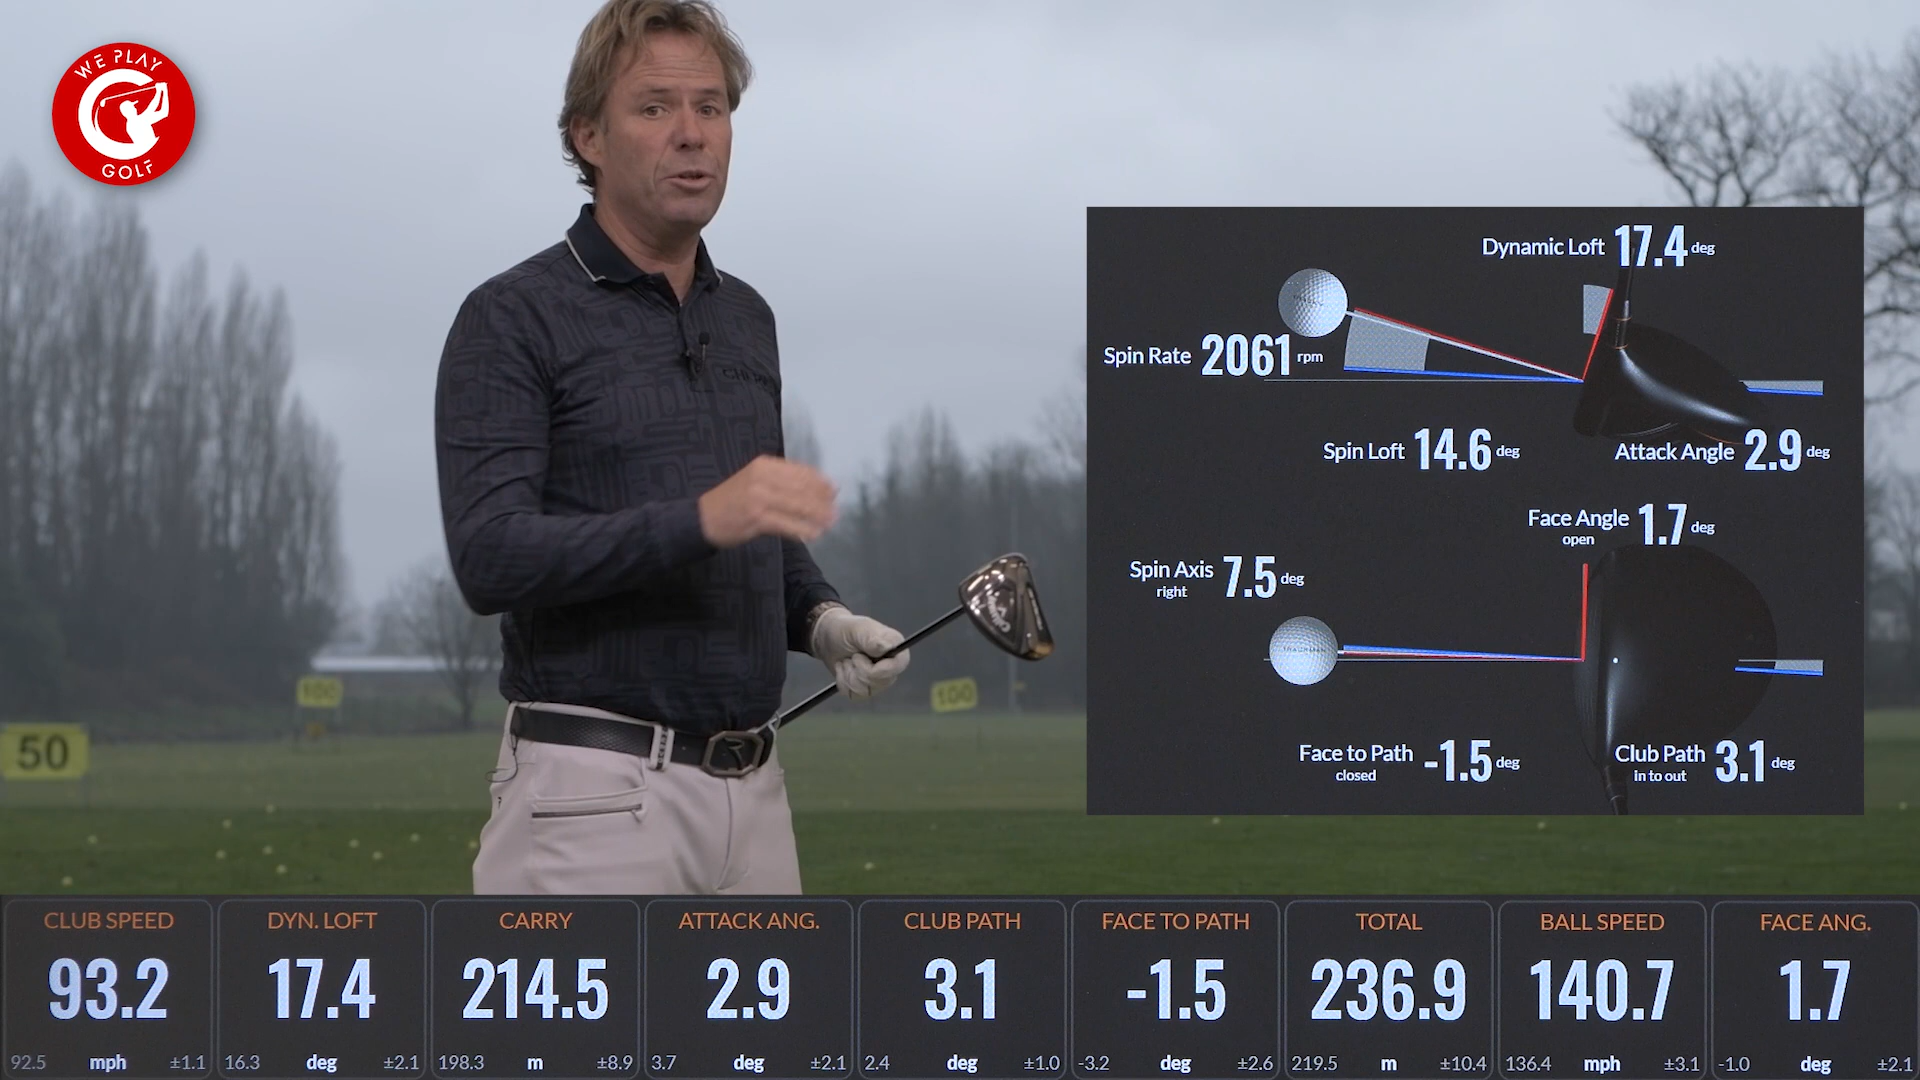 WE PLAY
GOLF
Dynamic Loft 17.4 deg
Spin Rate 2061 rpm
Spin Loft 14.6 deg
Attack Angle 2.9 deg
Face Angle 1.7 deg
open
Spin Axis 7.5 deg
right
TRACKMAN
Face to Path -1.5 deg
closed
Club Path 3.1 deg
in to out
100
100
50
CLUB SPEED
93.2
92.5 mph ±1.1
DYN. LOFT
17.4
16.3 deg ±2.1
CARRY
214.5
198.3 m ±8.9
ATTACK ANG.
2.9
3.7 deg ±2.1
CLUB PATH
3.1
2.4 deg ±1.0
FACE TO PATH
-1.5
-3.2 deg ±2.6
TOTAL
236.9
219.5 m ±10.4
BALL SPEED
140.7
136.4 mph ±3.1
FACE ANG.
1.7
-1.0 deg ±2.1